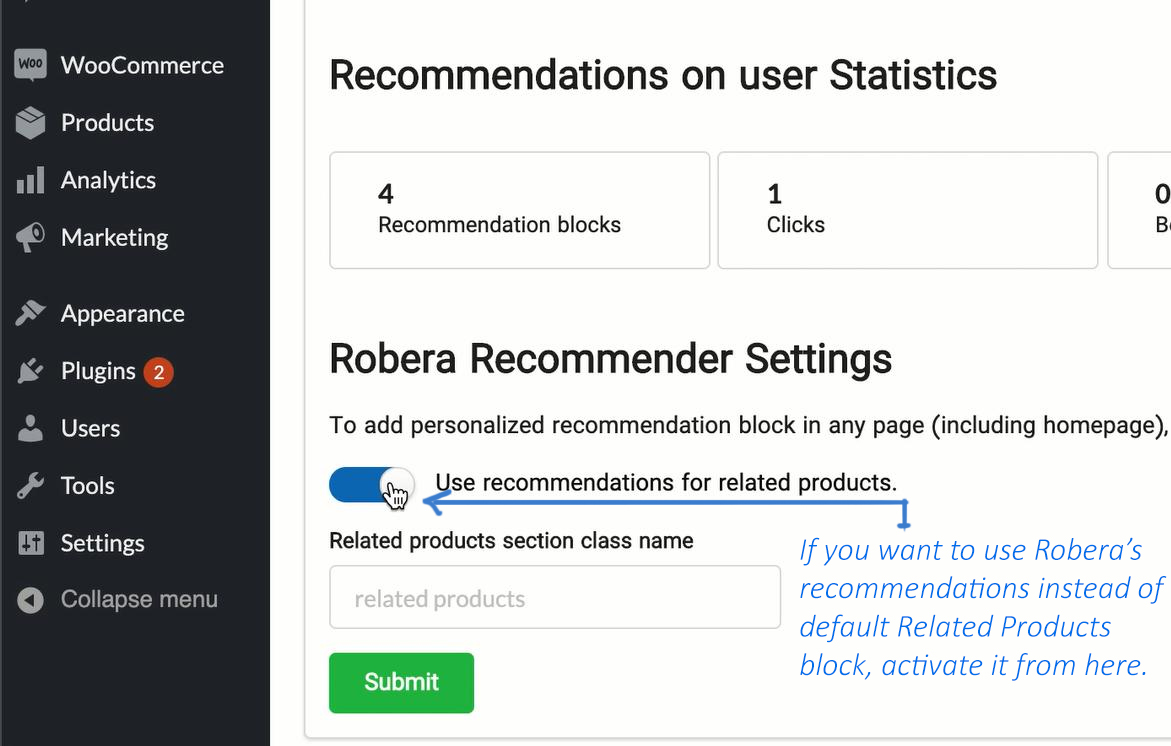 WOO WooCommerce
Products
Analytics
Marketing
Appearance
Plugins 2
Users
Tools
Settings
Collapse menu
Recommendations on user Statistics
4
Recommendation blocks
1
Clicks
0
Robera Recommender Settings
To add personalized recommendation block in any page (including homepage),
Use recommendations for related products.
Related products section class name
related products
Submit
If you want to use Robera’s
recommendations instead of
default Related Products
block, activate it from here.